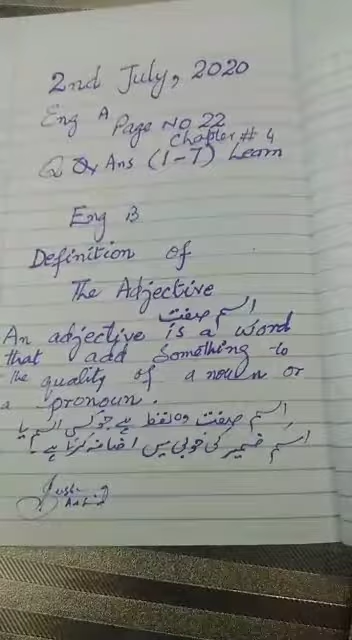 2nd July, 2020
Eng A Page No 22
Chapter # 4
Q & Ans (1-7) Learn
Eng B
Definition of
The Adjective
اسم صفت
An adjective is a word
that add something to
the quality of a noun or
a pronoun.
اسم صفت وہ لفظ ہے جو کسی اسم یا
اسم ضمیر کی خوبی میں اضافہ کرتا ہے۔